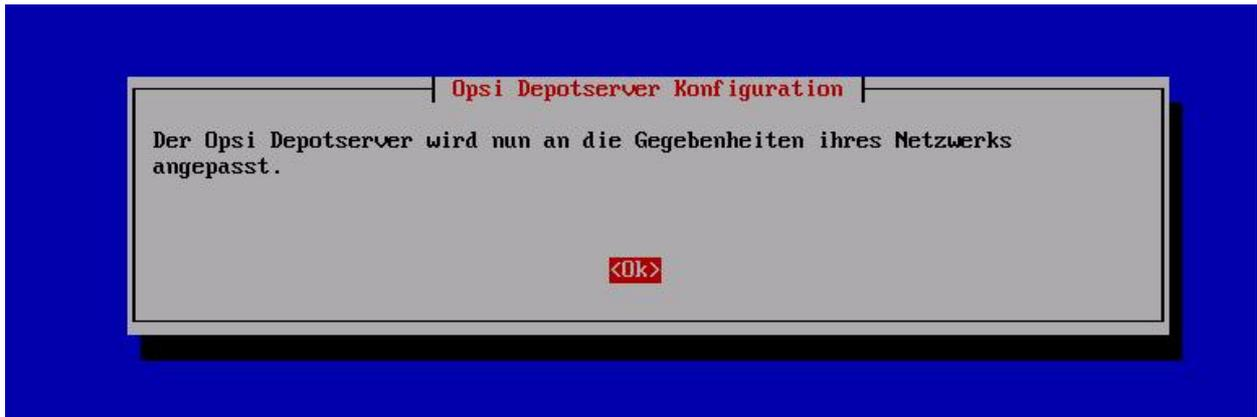 Opsi Depotserver Konfiguration
Der Opsi Depotserver wird nun an die Gegebenheiten ihres Netzwerks
angepasst.
<Ok>